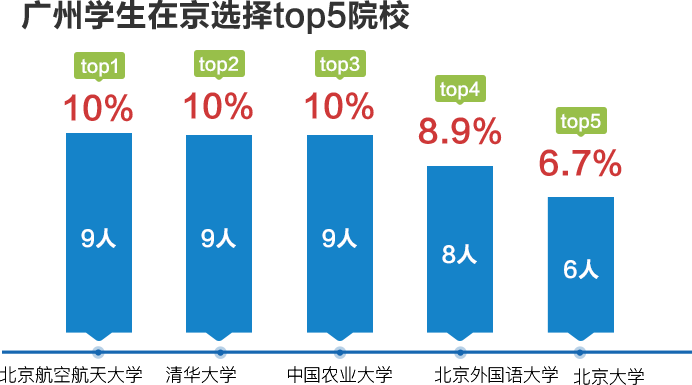 广州学生在京选择top5院校
top1
top2
top3
top4
top5
10%
10%
10%
8.9%
6.7%
9人
9人
9人
8人
6人
北京航空航天大学
清华大学
中国农业大学
北京外国语大学
北京大学